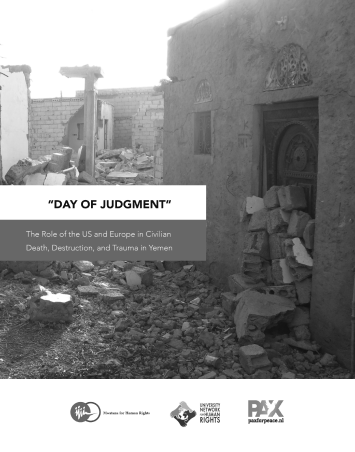 “DAY OF JUDGMENT”
The Role of the US and Europe in Civilian
Death, Destruction, and Trauma in Yemen
Mwatana for Human Rights
UNIVERSITY
NETWORK
FOR HUMAN
RIGHTS
PAX
paxforpeace.nl